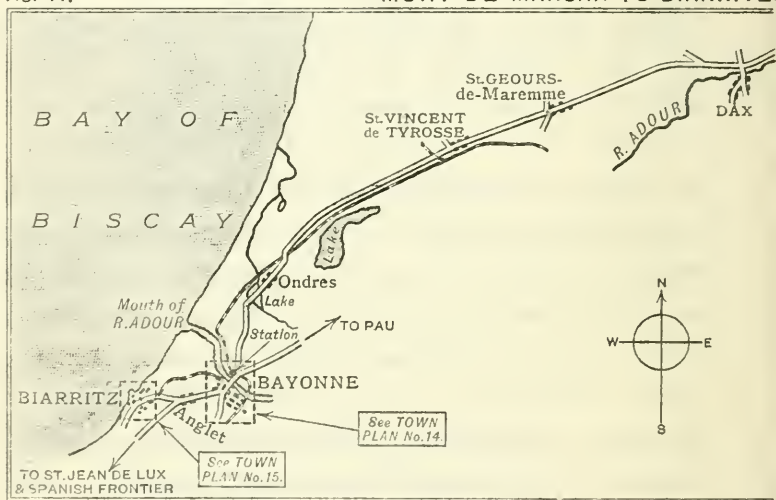 MONT DE MARSAN TO BIARRITZ
BAY OF
BISCAY
St. GEOURS-
de-Maremme
St. VINCENT
de TYROSSE
R. ADOUR
DAX
Lake
Ondres
Lake
Mouth of
R. ADOUR
Station
TO PAU
BIARRITZ
BAYONNE
Anglet
See TOWN
PLAN No. 14.
See TOWN
PLAN No. 15.
TO ST. JEAN DE LUX
& SPANISH FRONTIER
N
W
E
S